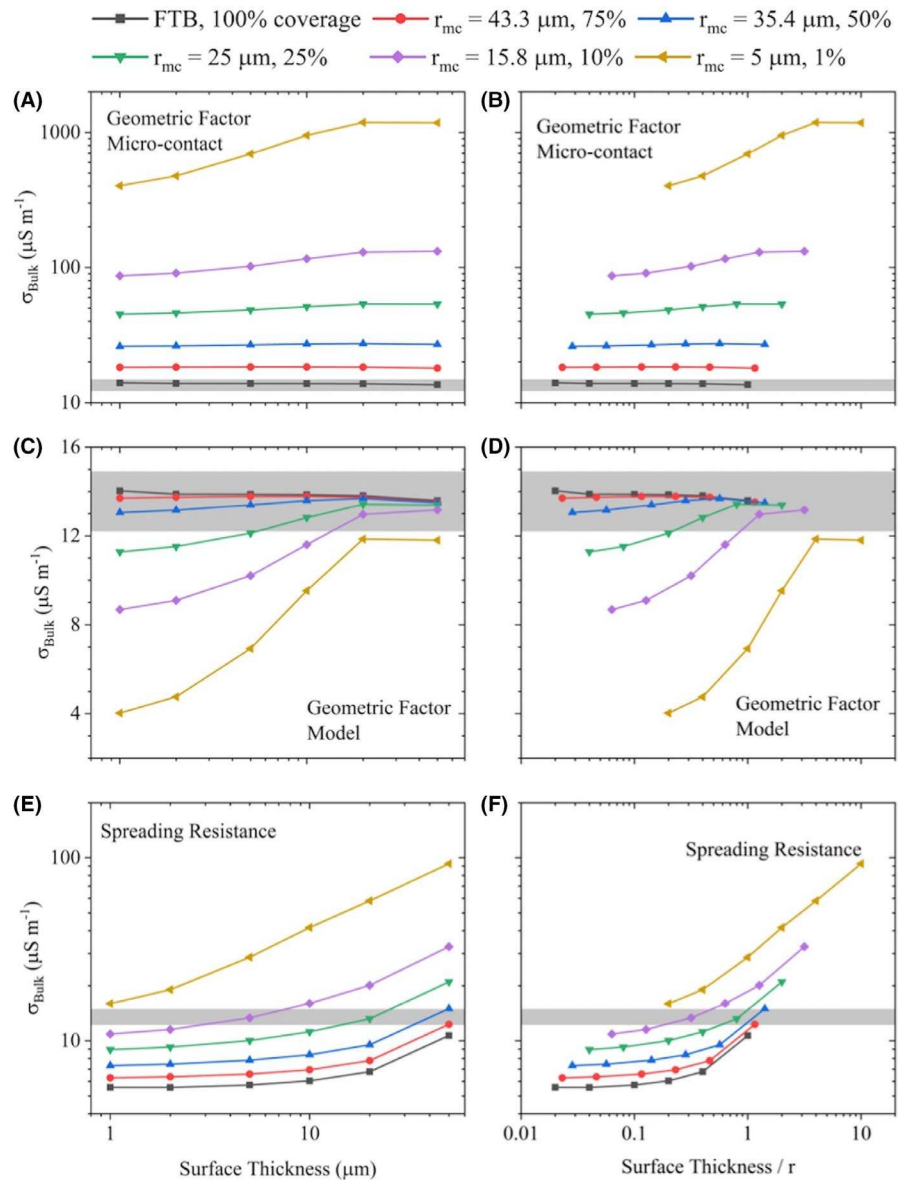 FTB, 100% coverage
r_mc = 43.3 μm, 75%
r_mc = 35.4 μm, 50%
r_mc = 25 μm, 25%
r_mc = 15.8 μm, 10%
r_mc = 5 μm, 1%
(A)
Geometric Factor
Micro-contact
1000
100
10
σ_Bulk (μS m⁻¹)
(B)
Geometric Factor
Micro-contact
(C)
16
12
8
4
σ_Bulk (μS m⁻¹)
Geometric Factor
Model
(D)
Geometric Factor
Model
(E)
Spreading Resistance
100
10
σ_Bulk (μS m⁻¹)
1
10
Surface Thickness (μm)
(F)
Spreading Resistance
0.01
0.1
1
10
Surface Thickness / r